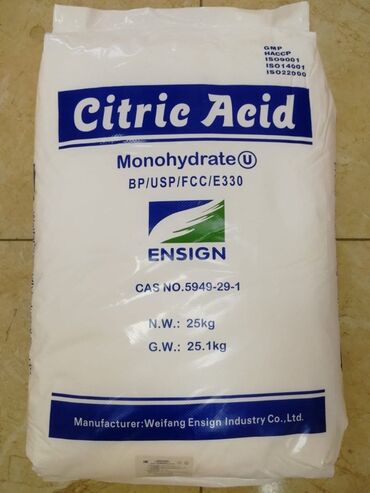 GMP
HACCP
ISO9001
ISO14001
ISO22000
Citric Acid
Monohydrate U
BP/USP/FCC/E330
ENSIGN
CAS NO.5949-29-1
N.W.: 25kg
G.W.: 25.1kg
Manufacturer:Weifang Ensign Industry Co.,Ltd.